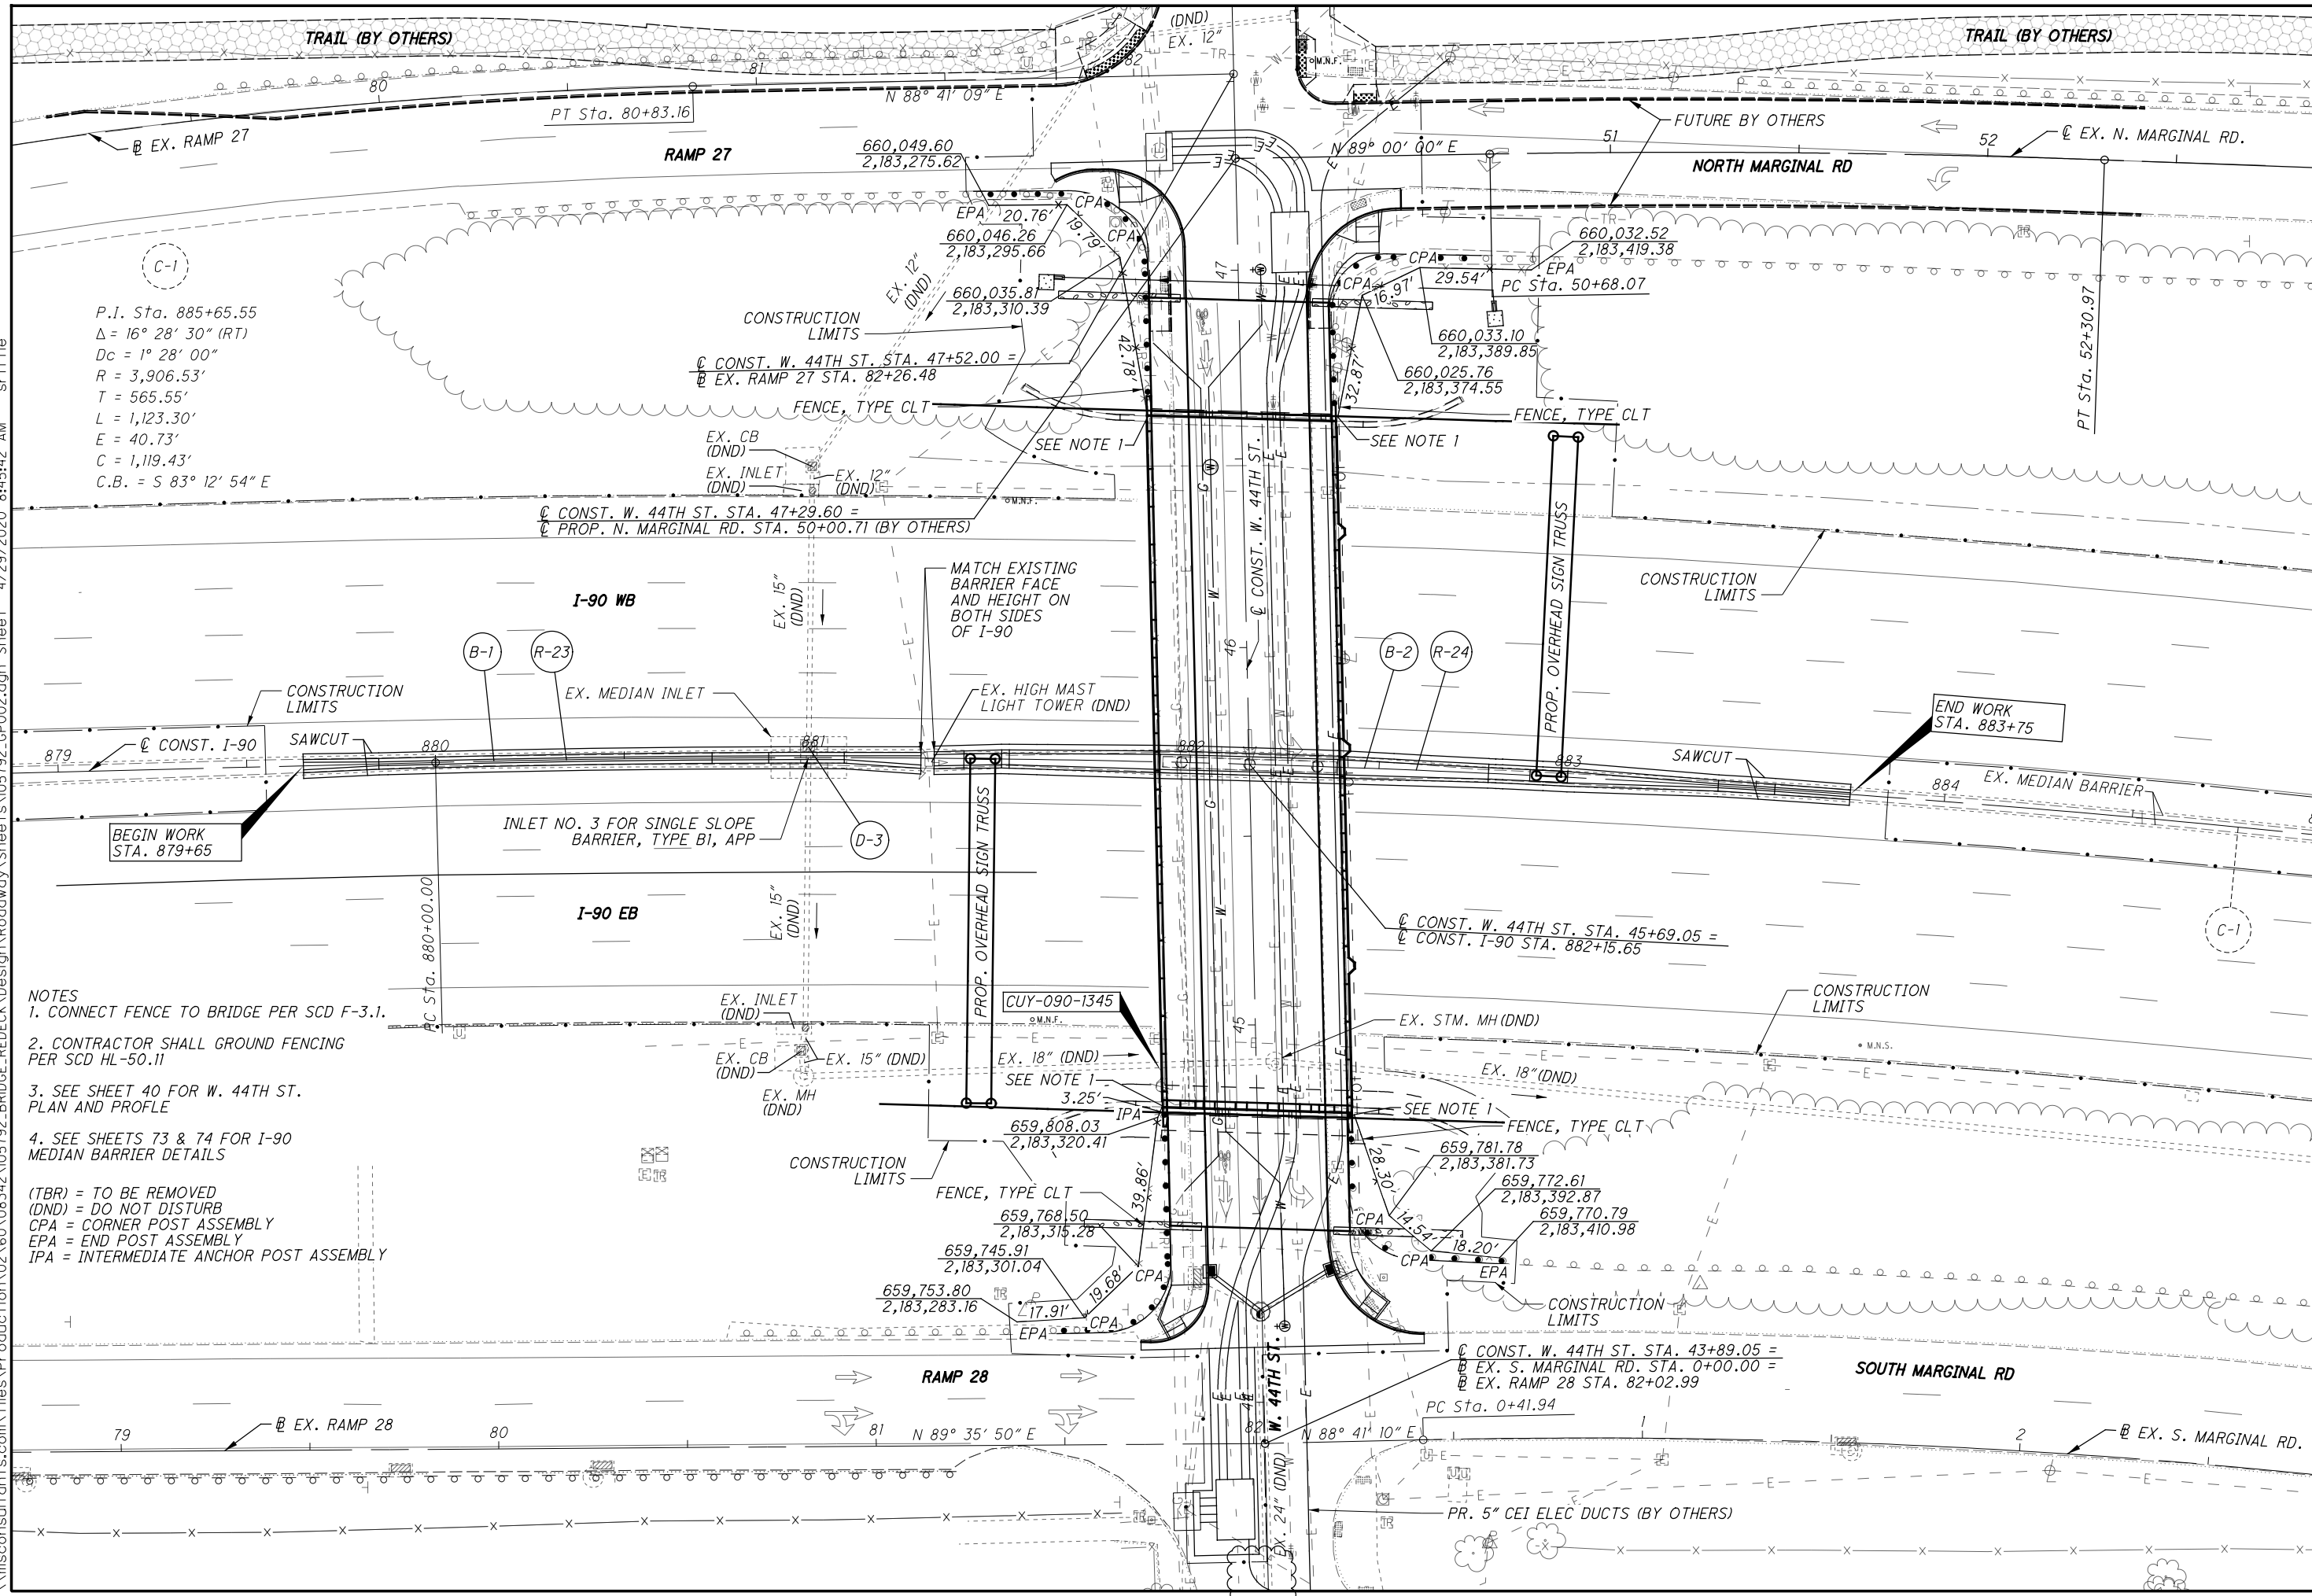 TRAIL (BY OTHERS)
TRAIL (BY OTHERS)
(DND)
EX. 12"
TR
80
81
82
N 88° 41' 09" E
PT Sta. 80+83.16
B EX. RAMP 27
RAMP 27
M.N.F.
FUTURE BY OTHERS
51
52
N 89° 00' 00" E
℄ EX. N. MARGINAL RD.
NORTH MARGINAL RD
TR
660,049.60
2,183,275.62
EPA
20.76'
CPA
19.79'
CPA
660,046.26
2,183,295.66
EX. 12"
(DND)
660,035.81
2,183,310.39
CONSTRUCTION
LIMITS
℄ CONST. W. 44TH ST. STA. 47+52.00 =
B EX. RAMP 27 STA. 82+26.48
42.78'
47
CPA
CPA
16.97'
29.54'
EPA
660,032.52
2,183,419.38
PC Sta. 50+68.07
660,033.10
2,183,389.85
660,025.76
2,183,374.55
32.87'
PT Sta. 52+30.97
C-1
P.I. Sta. 885+65.55
Δ = 16° 28' 30" (RT)
Dc = 1° 28' 00"
R = 3,906.53'
T = 565.55'
L = 1,123.30'
E = 40.73'
C = 1,119.43'
C.B. = S 83° 12' 54" E
FENCE, TYPE CLT
FENCE, TYPE CLT
SEE NOTE 1
SEE NOTE 1
EX. CB
(DND)
EX. INLET
(DND)
EX. 12"
(DND)
M.N.F.
℄ CONST. W. 44TH ST. STA. 47+29.60 =
℄ PROP. N. MARGINAL RD. STA. 50+00.71 (BY OTHERS)
℄ CONST. W. 44TH ST.
PROP. OVERHEAD SIGN TRUSS
MATCH EXISTING
BARRIER FACE
AND HEIGHT ON
BOTH SIDES
OF I-90
EX. 15"
(DND)
I-90 WB
46
CONSTRUCTION
LIMITS
B-1
R-23
B-2
R-24
CONSTRUCTION
LIMITS
EX. MEDIAN INLET
EX. HIGH MAST
LIGHT TOWER (DND)
END WORK
STA. 883+75
879
℄ CONST. I-90
SAWCUT
880
881
882
883
SAWCUT
884
EX. MEDIAN BARRIER
BEGIN WORK
STA. 879+65
INLET NO. 3 FOR SINGLE SLOPE
BARRIER, TYPE B1, APP
D-3
PROP. OVERHEAD SIGN TRUSS
PC Sta. 880+00.00
I-90 EB
EX. 15"
(DND)
℄ CONST. W. 44TH ST. STA. 45+69.05 =
℄ CONST. I-90 STA. 882+15.65
C-1
NOTES
1. CONNECT FENCE TO BRIDGE PER SCD F-3.1.
2. CONTRACTOR SHALL GROUND FENCING
PER SCD HL-50.11
3. SEE SHEET 40 FOR W. 44TH ST.
PLAN AND PROFLE
4. SEE SHEETS 73 & 74 FOR I-90
MEDIAN BARRIER DETAILS
(TBR) = TO BE REMOVED
(DND) = DO NOT DISTURB
CPA = CORNER POST ASSEMBLY
EPA = END POST ASSEMBLY
IPA = INTERMEDIATE ANCHOR POST ASSEMBLY
EX. INLET
(DND)
CUY-090-1345
M.N.F.
45
EX. STM. MH (DND)
CONSTRUCTION
LIMITS
M.N.S.
EX. CB
(DND)
EX. 15" (DND)
EX. 18" (DND)
EX. 18" (DND)
EX. MH
(DND)
SEE NOTE 1
3.25'
IPA
SEE NOTE 1
659,808.03
2,183,320.41
FENCE, TYPE CLT
CONSTRUCTION
LIMITS
659,781.78
2,183,381.73
28.30'
39.86'
FENCE, TYPE CLT
659,772.61
2,183,392.87
659,768.50
2,183,315.28
659,770.79
2,183,410.98
CPA
14.54'
18.20'
CPA
EPA
659,745.91
2,183,301.04
CPA
19.68'
659,753.80
2,183,283.16
17.91'
EPA
CPA
CONSTRUCTION
LIMITS
℄ CONST. W. 44TH ST. STA. 43+89.05 =
B EX. S. MARGINAL RD. STA. 0+00.00 =
B EX. RAMP 28 STA. 82+02.99
W. 44TH ST.
RAMP 28
SOUTH MARGINAL RD
PC Sta. 0+41.94
79
B EX. RAMP 28
80
81
N 89° 35' 50" E
82
N 88° 41' 10" E
1
2
B EX. S. MARGINAL RD.
EX. 24" (DND)
PR. 5" CEI ELEC DUCTS (BY OTHERS)